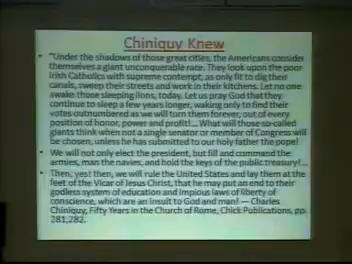 Chiniquy Knew
• "Under the shadows of those great cities, the Americans consider
themselves a giant unconquerable race. They look upon the poor
Irish Catholics with supreme contempt, as only fit to dig their
canals, sweep their streets and work in their kitchens. Let no one
awake those sleeping lions, today. Let us pray God that they
continue to sleep a few years longer, waking only to find their
votes outnumbered as we will turn them forever, out of every
position of honor, power and profit!... What will those so-called
giants think when not a single senator or member of Congress will
be chosen, unless he has submitted to our holy father the pope!
• We will not only elect the president, but fill and command the
armies, man the navies, and hold the keys of the public treasury!...
• Then, yes! then, we will rule the United States and lay them at the
feet of the Vicar of Jesus Christ, that he may put an end to their
godless system of education and impious laws of liberty of
conscience, which are an insult to God and man! — Charles
Chiniquy, Fifty Years in the Church of Rome, Chick Publications, pp.
281,282.